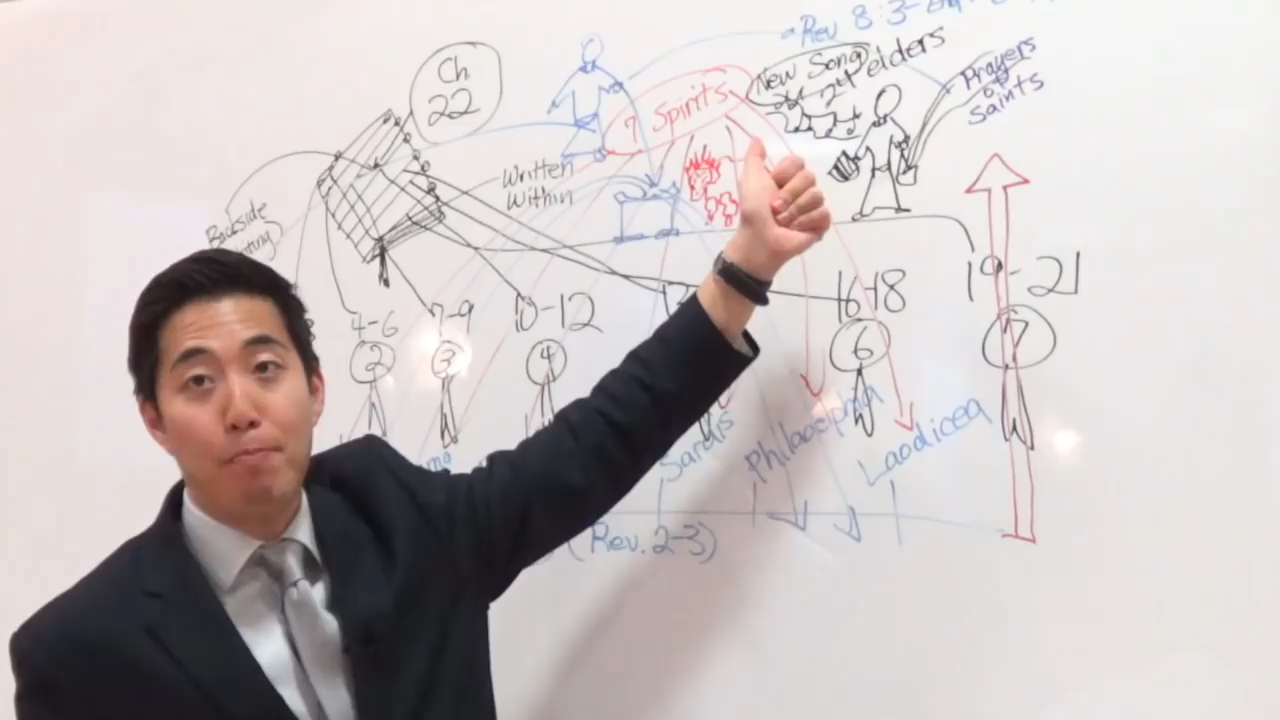 Rev 8:3-
Ch
22
New Song
elders
7 Spirits
Prayers
of
Saints
Written
Within
Backside
4-6
7-9
10-12
16-18
19-21
2
3
4
6
7
Sardis
Philadelphia
Laodicea
(Rev. 2-3)